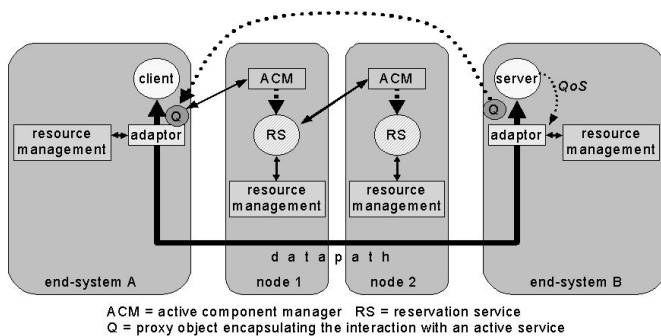 client
ACM
ACM
server
QoS
Q
Q
resource
management
adaptor
RS
RS
adaptor
resource
management
resource
management
resource
management
datapath
end-system A
node 1
node 2
end-system B
ACM = active component manager RS = reservation service
Q = proxy object encapsulating the interaction with an active service